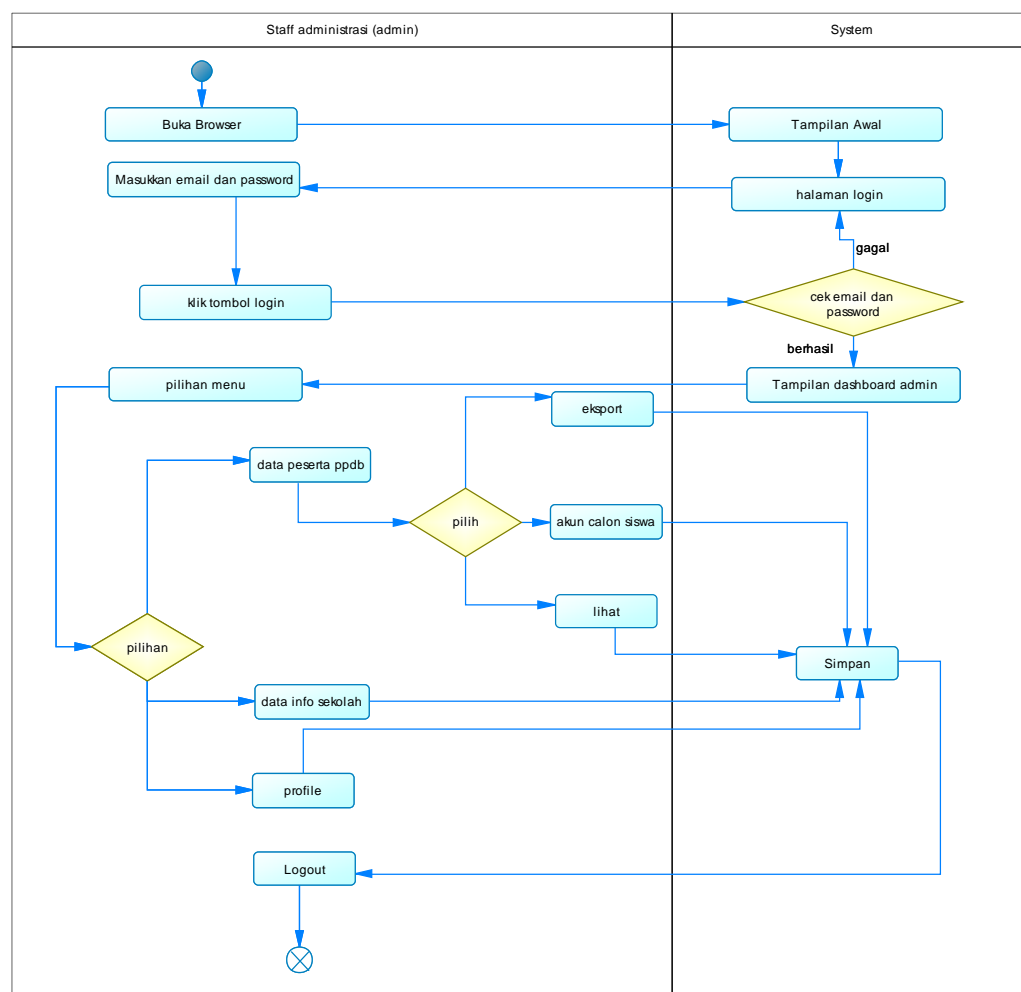 Staff administrasi (admin)
System
Buka Browser
Tampilan Awal
Masukkan email dan password
halaman login
gagal
klik tombol login
cek email dan
password
berhasil
pilihan menu
Tampilan dashboard admin
eksport
data peserta ppdb
pilih
akun calon siswa
lihat
pilihan
Simpan
data info sekolah
profile
Logout